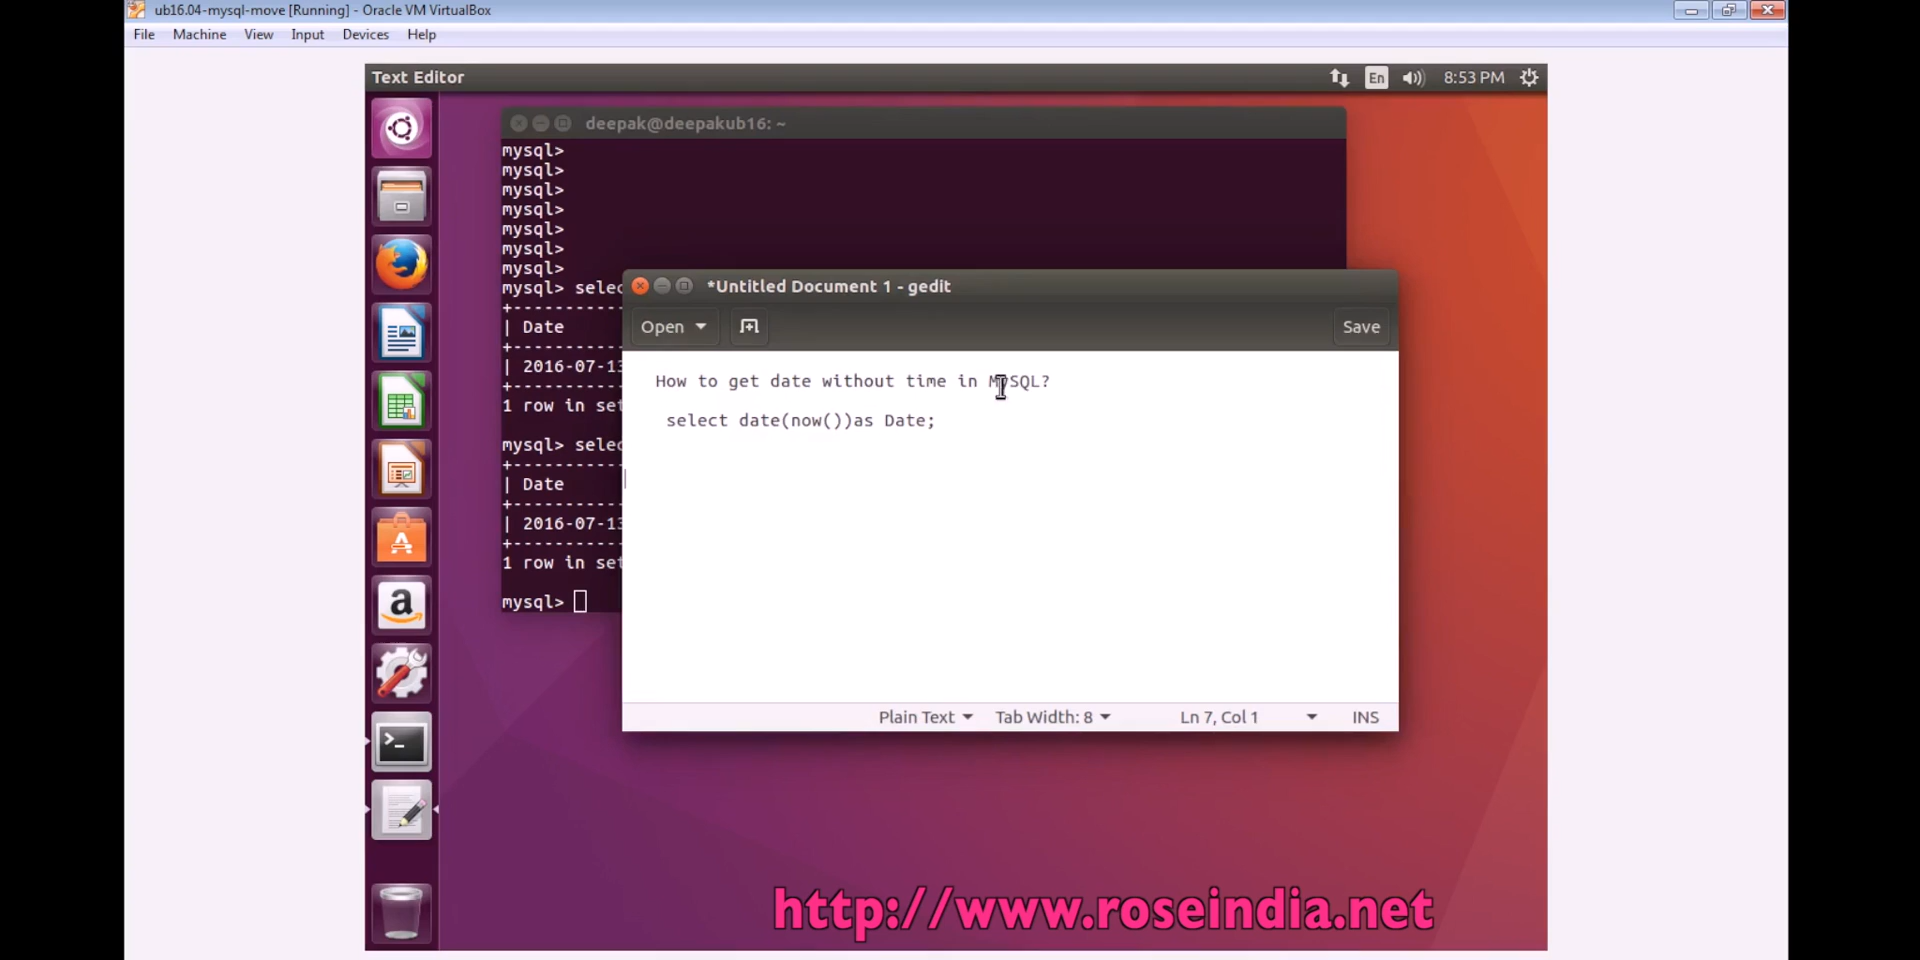 ub16.04-mysql-move [Running] - Oracle VM VirtualBox
File Machine View Input Devices Help
Text Editor
En
8:53 PM
deepak@deepakub16: ~
mysql>
mysql>
mysql>
mysql>
mysql>
mysql>
mysql>
mysql> selec
+-----------
| Date
+-----------
| 2016-07-13
+-----------
1 row in set
mysql> selec
+-----------
| Date
+-----------
| 2016-07-13
+-----------
1 row in set
mysql>
*Untitled Document 1 - gedit
Open
Save
How to get date without time in MySQL?
select date(now())as Date;
Plain Text Tab Width: 8 Ln 7, Col 1 INS
http://www.roseindia.net